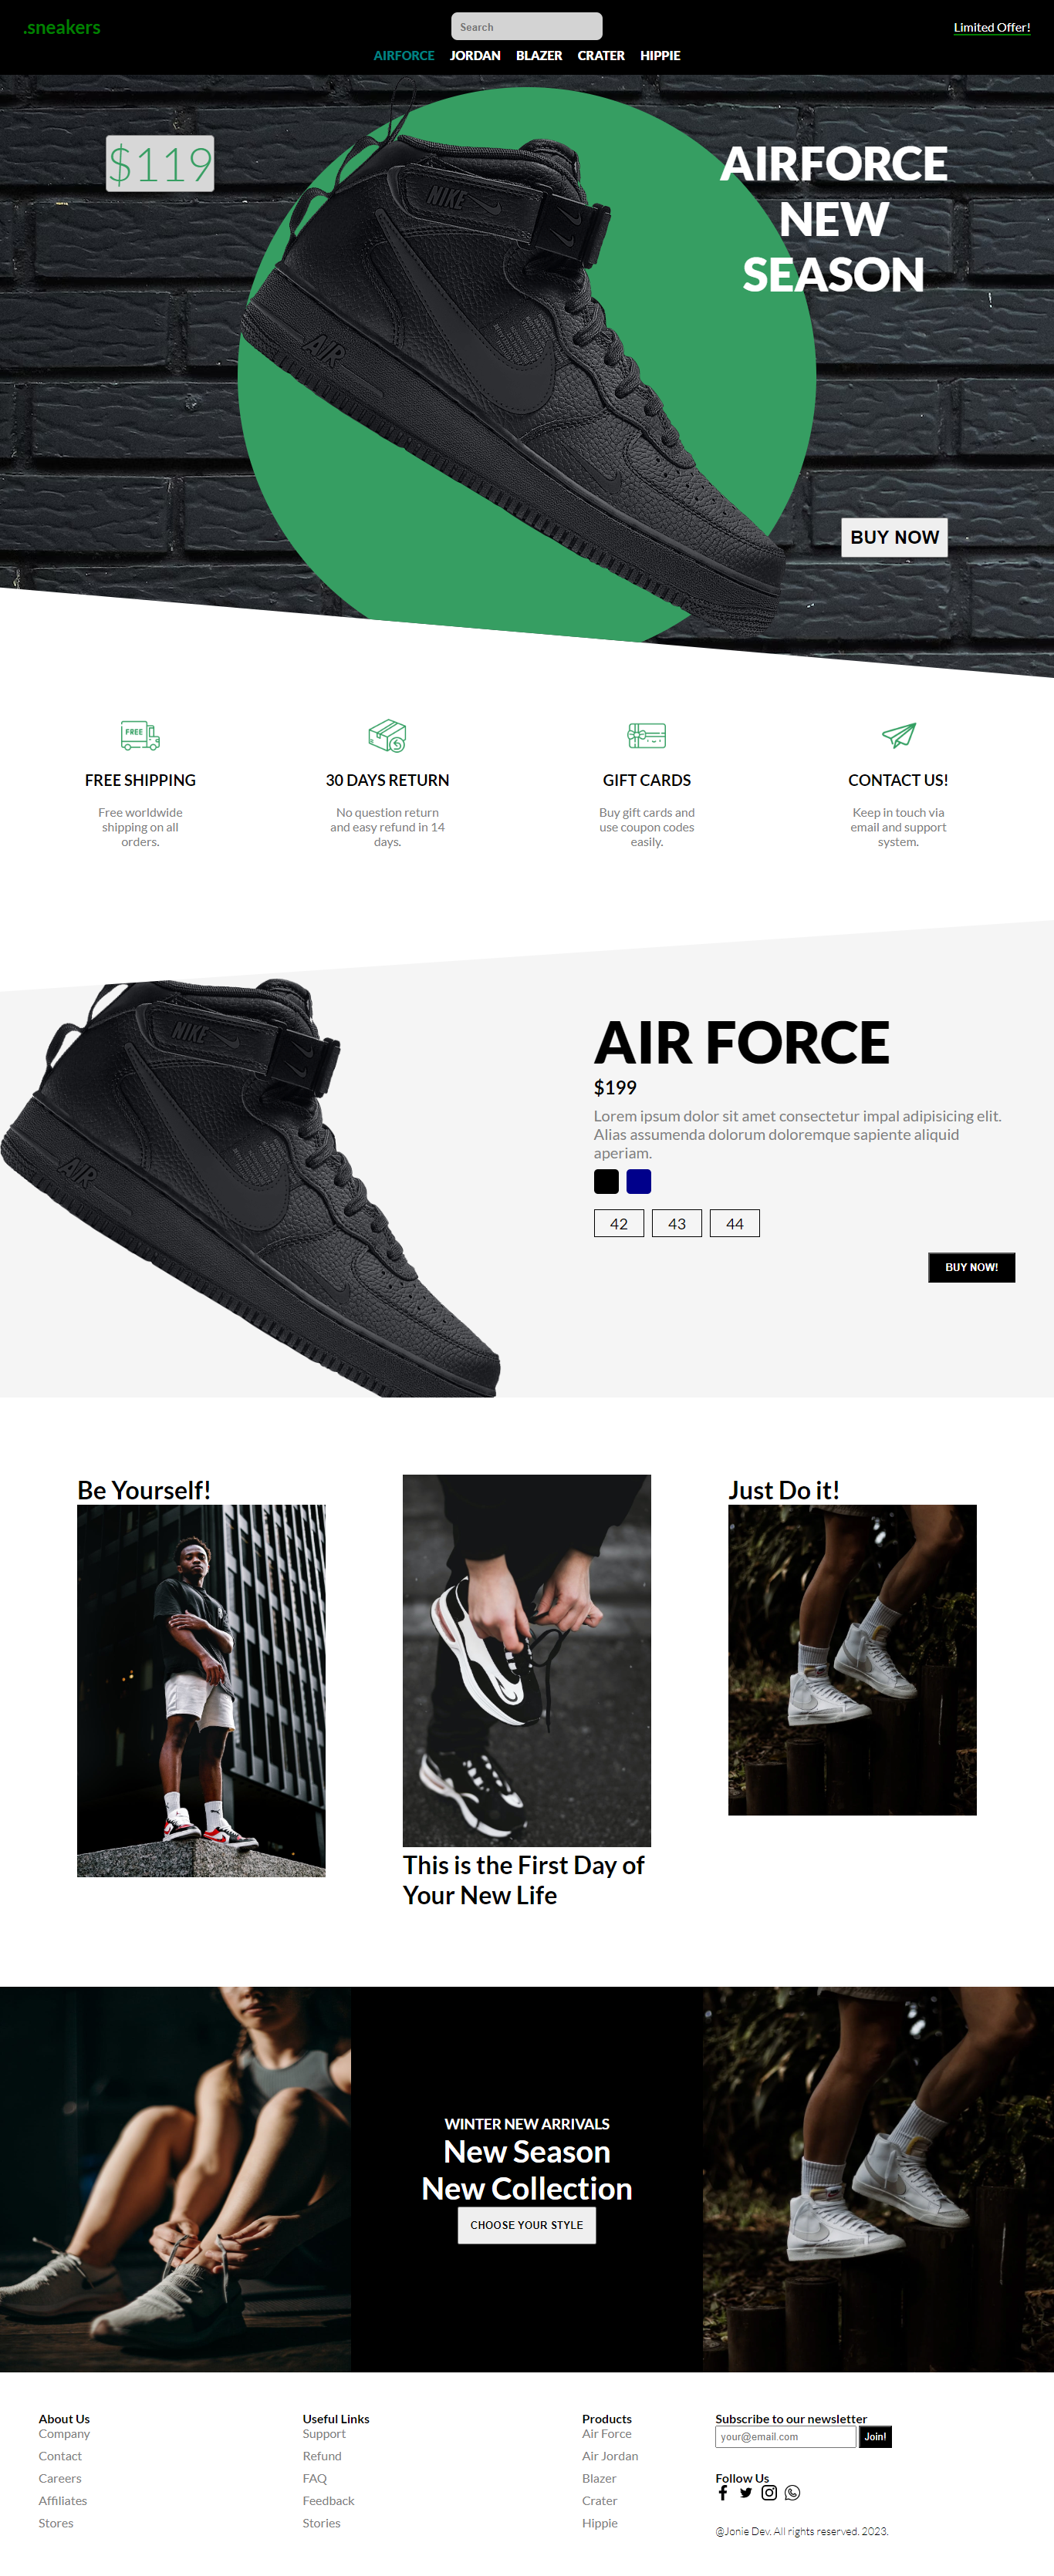 .sneakers
Search
Limited Offer!
AIRFORCE JORDAN BLAZER CRATER HIPPIE
$119
AIRFORCE
NEW
SEASON
NIKE
AIR
BUY NOW
FREE
FREE SHIPPING
Free worldwide
shipping on all
orders.
30 DAYS RETURN
No question return
and easy refund in 14
days.
GIFT CARDS
Buy gift cards and
use coupon codes
easily.
CONTACT US!
Keep in touch via
email and support
system.
NIKE
AIR
AIR FORCE
$199
Lorem ipsum dolor sit amet consectetur impal adipisicing elit.
Alias assumenda dolorum doloremque sapiente aliquid
aperiam.
42 43 44
BUY NOW!
Be Yourself!
This is the First Day of
Your New Life
Just Do it!
WINTER NEW ARRIVALS
New Season
New Collection
CHOOSE YOUR STYLE
About Us
Company
Contact
Careers
Affiliates
Stores
Useful Links
Support
Refund
FAQ
Feedback
Stories
Products
Air Force
Air Jordan
Blazer
Crater
Hippie
Subscribe to our newsletter
your@email.com Join!
Follow Us
@Jonie Dev. All rights reserved. 2023.